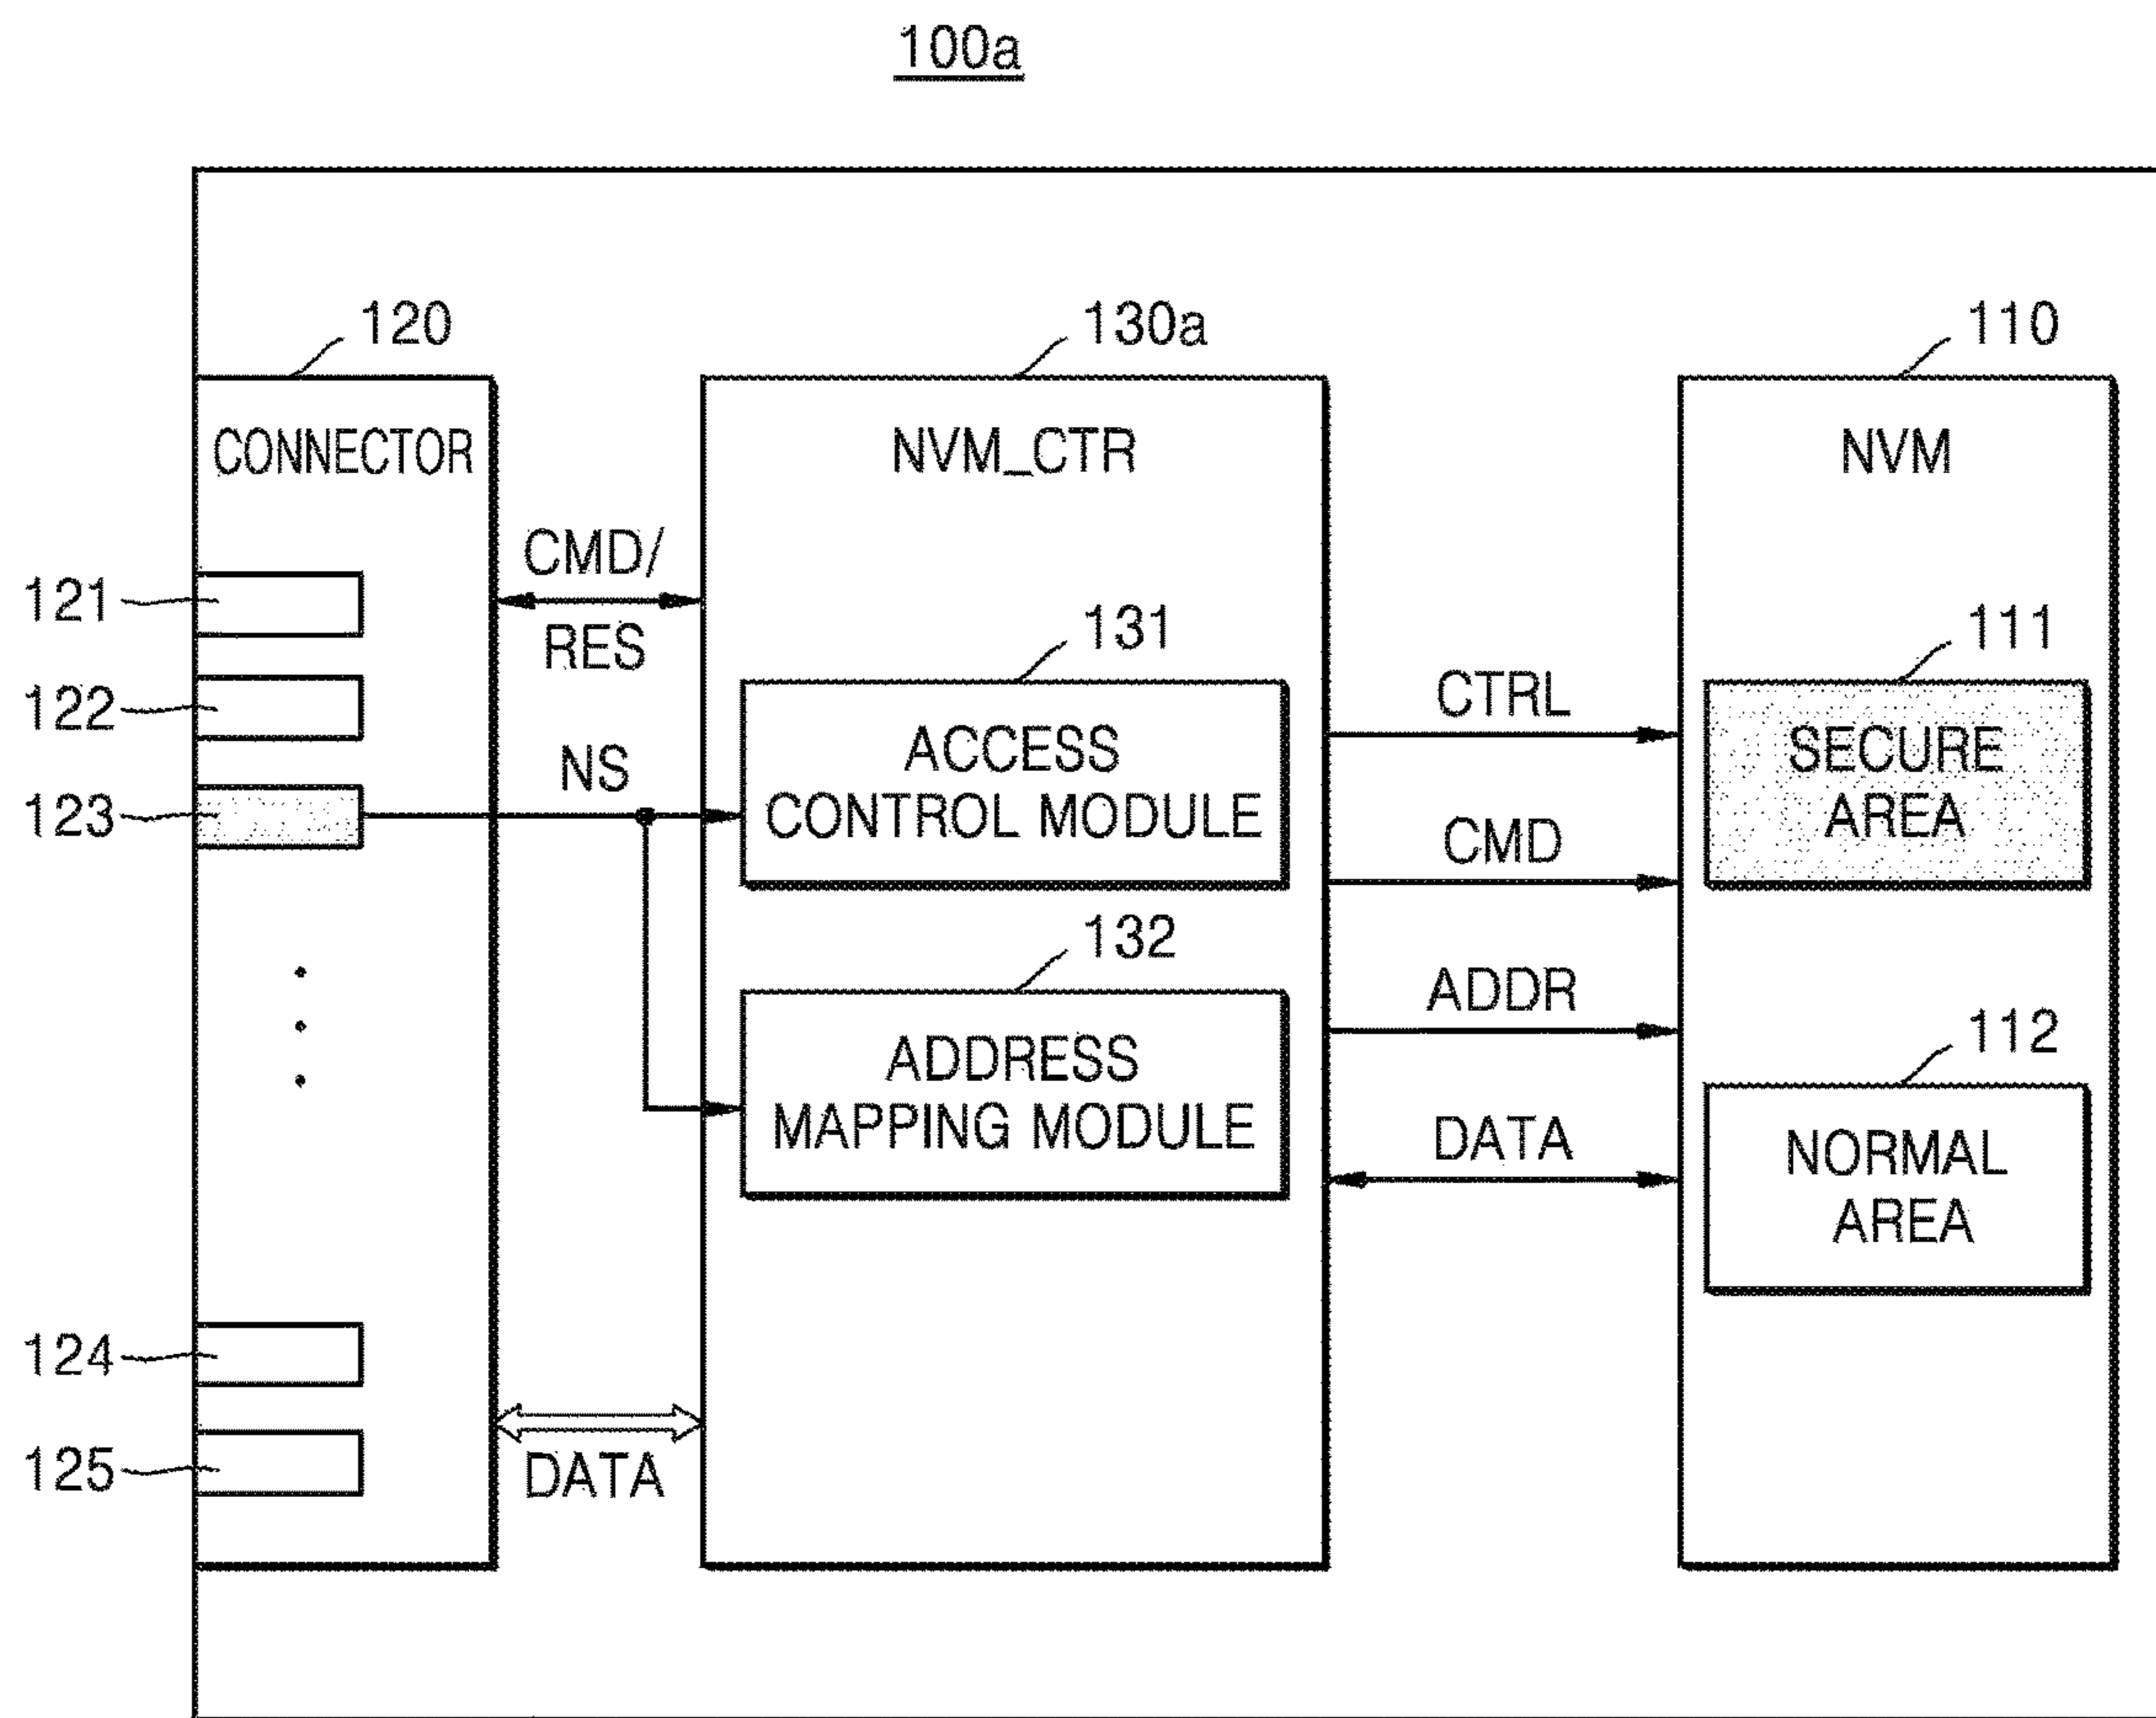 100a
120
130a
110
CONNECTOR
NVM_CTR
NVM
CMD/
RES
121
131
111
122
CTRL
ACCESS
CONTROL MODULE
SECURE
AREA
NS
123
CMD
132
ADDR
112
ADDRESS
MAPPING MODULE
DATA
NORMAL
AREA
124
125
DATA